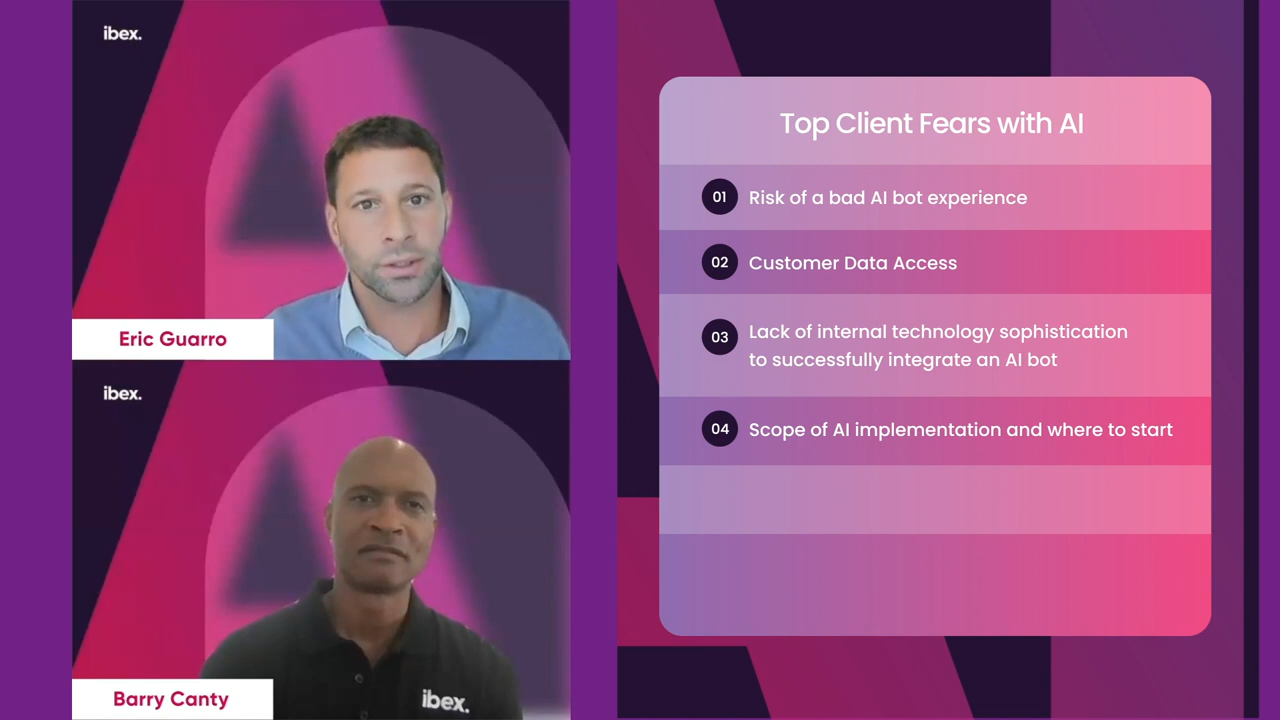 ibex.
Eric Guarro
ibex.
Barry Canty
ibex.
Top Client Fears with AI
01 Risk of a bad AI bot experience
02 Customer Data Access
03 Lack of internal technology sophistication
to successfully integrate an AI bot
04 Scope of AI implementation and where to start